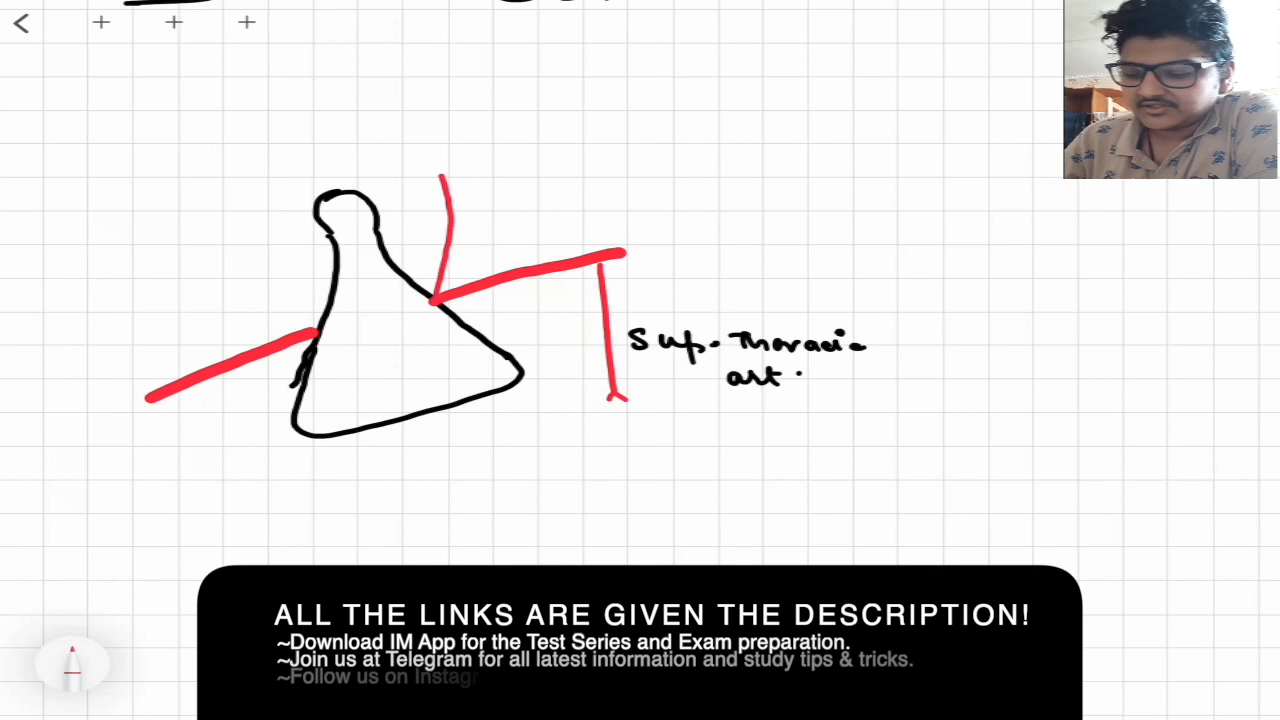 Sup. Thoracic
art.
ALL THE LINKS ARE GIVEN THE DESCRIPTION!
~Download IM App for the Test Series and Exam preparation.
~Join us at Telegram for all latest information and study tips & tricks.
~Follow us on Instagr